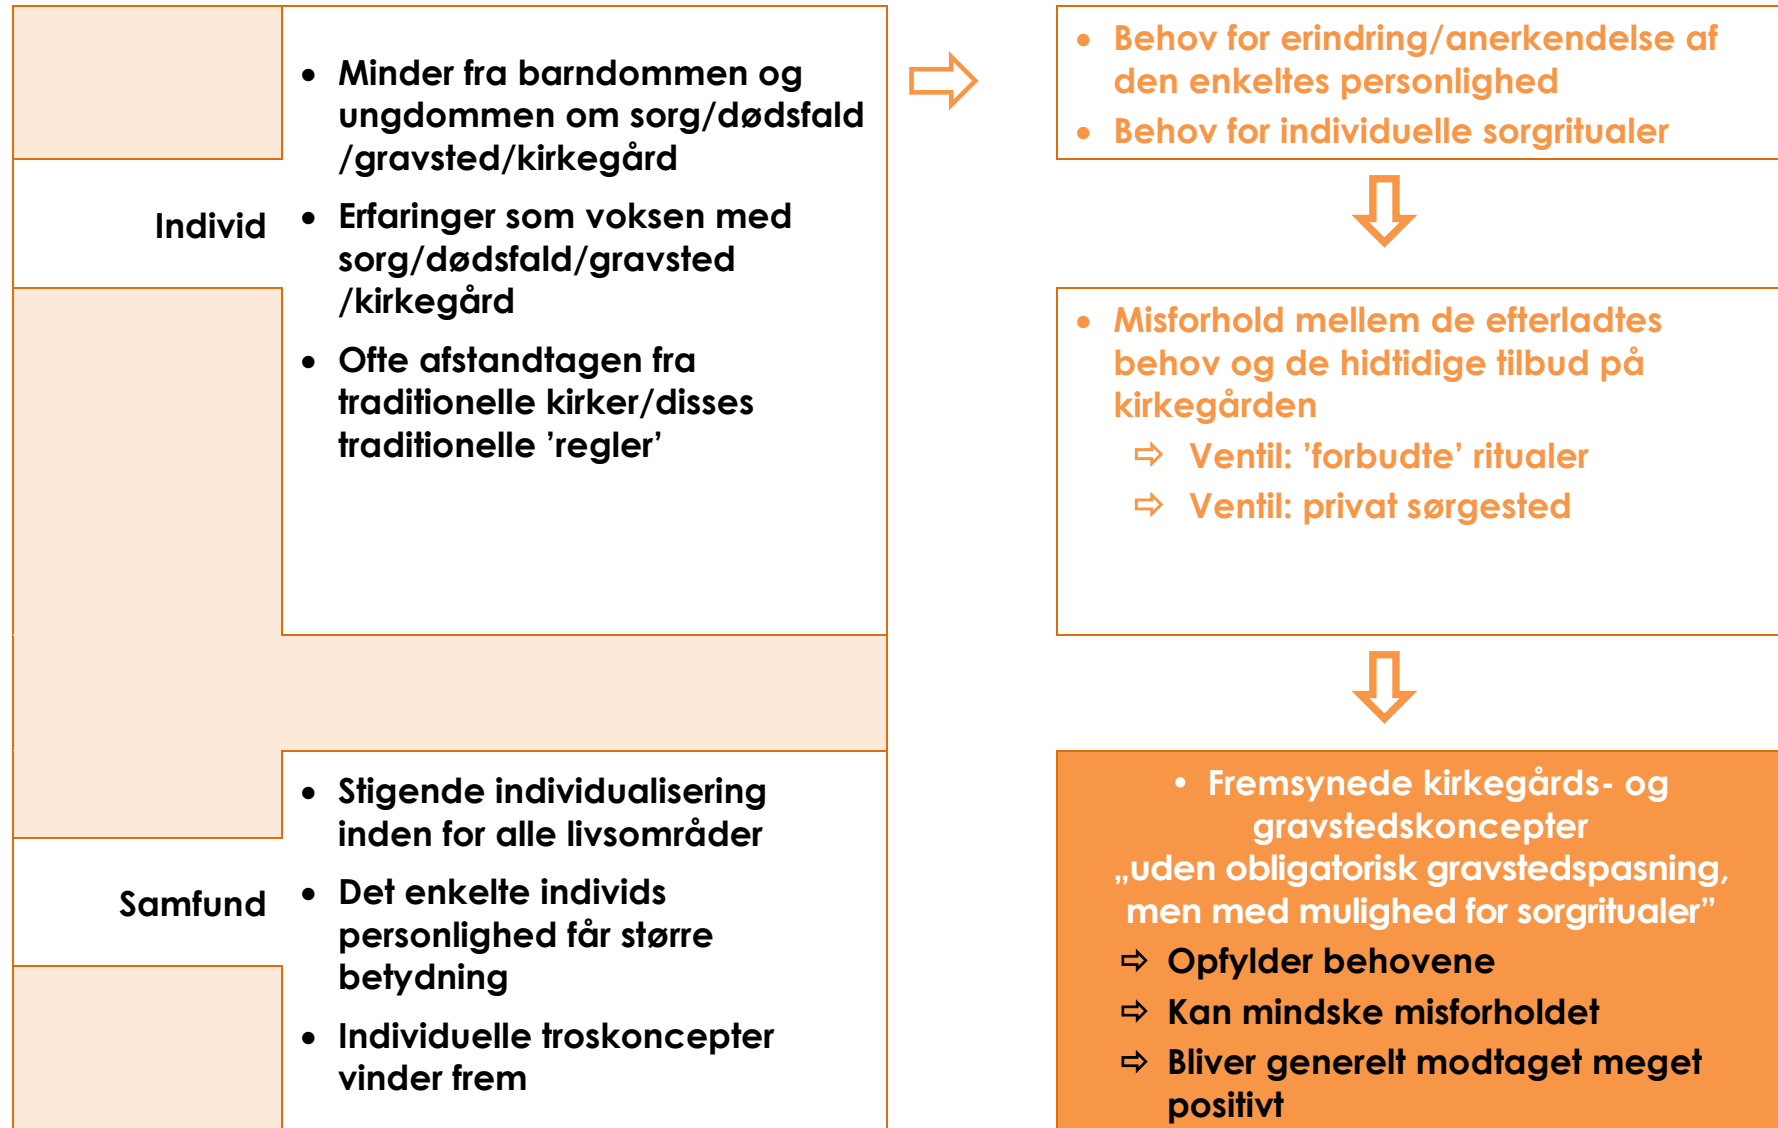 Individ
• Minder fra barndommen og
ungdommen om sorg/dødsfald
/gravsted/kirkegård
• Erfaringer som voksen med
sorg/dødsfald/gravsted
/kirkegård
• Ofte afstandtagen fra
traditionelle kirker/disses
traditionelle ’regler’
Samfund
• Stigende individualisering
inden for alle livsområder
• Det enkelte individs
personlighed får større
betydning
• Individuelle troskoncepter
vinder frem
• Behov for erindring/anerkendelse af
den enkeltes personlighed
• Behov for individuelle sorgritualer
• Misforhold mellem de efterladtes
behov og de hidtidige tilbud på
kirkegården
⇨ Ventil: ’forbudte’ ritualer
⇨ Ventil: privat sørgested
• Fremsynede kirkegårds- og
gravstedskoncepter
„uden obligatorisk gravstedspasning,
men med mulighed for sorgritualer”
⇨ Opfylder behovene
⇨ Kan mindske misforholdet
⇨ Bliver generelt modtaget meget
positivt